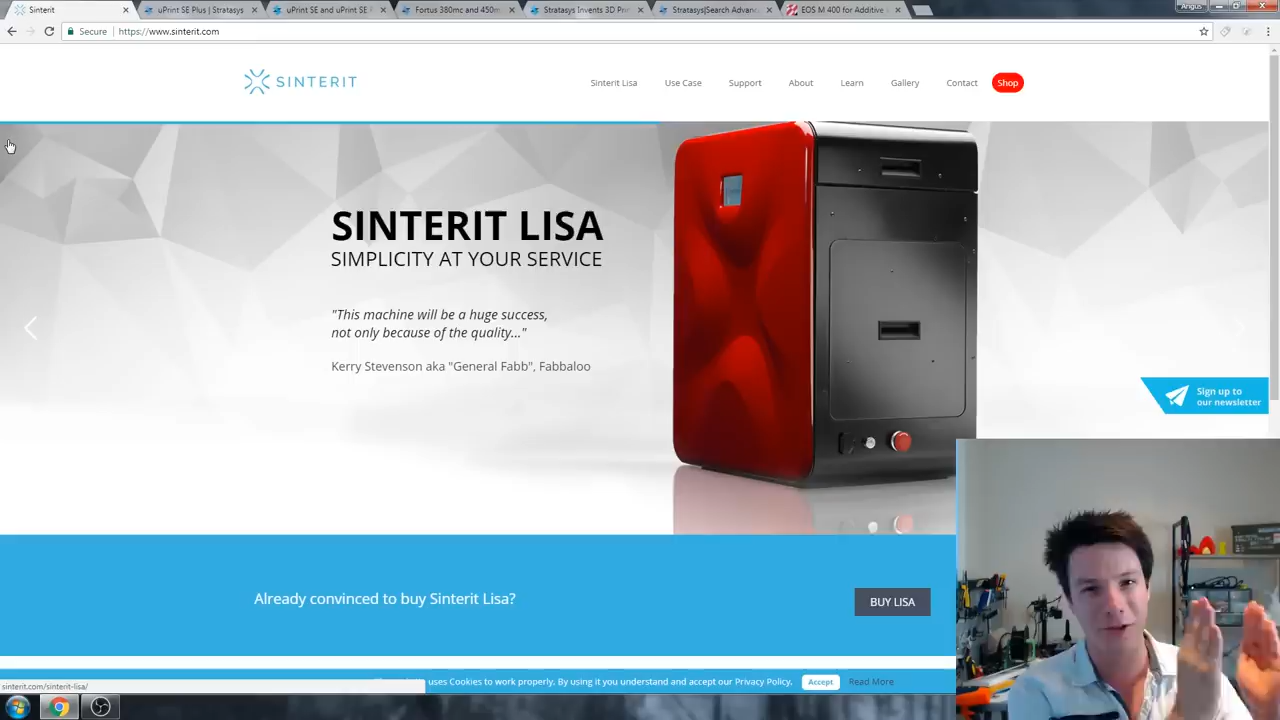 Sinterit
uPrint SE Plus | Stratasys
uPrint SE and uPrint SE
Fortus 380mc and 450m
Stratasys Invents 3D Prin
Stratasys|Search Advanc
EOS M 400 for Additive
Angus
Secure
https://www.sinterit.com
SINTERIT
Sinterit Lisa
Use Case
Support
About
Learn
Gallery
Contact
Shop
SINTERIT LISA
SIMPLICITY AT YOUR SERVICE
"This machine will be a huge success,
not only because of the quality..."
Kerry Stevenson aka "General Fabb", Fabbaloo
Sign up to
our newsletter
Already convinced to buy Sinterit Lisa?
BUY LISA
uses Cookies to work properly. By using it you understand and accept our Privacy Policy.
Accept
Read More
sinterit.com/sinterit-lisa/